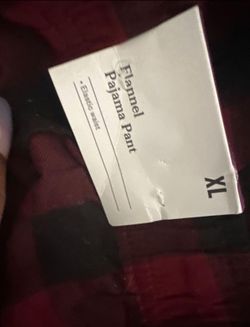 Flannel
Pajama Pant
• Elastic waist
XL